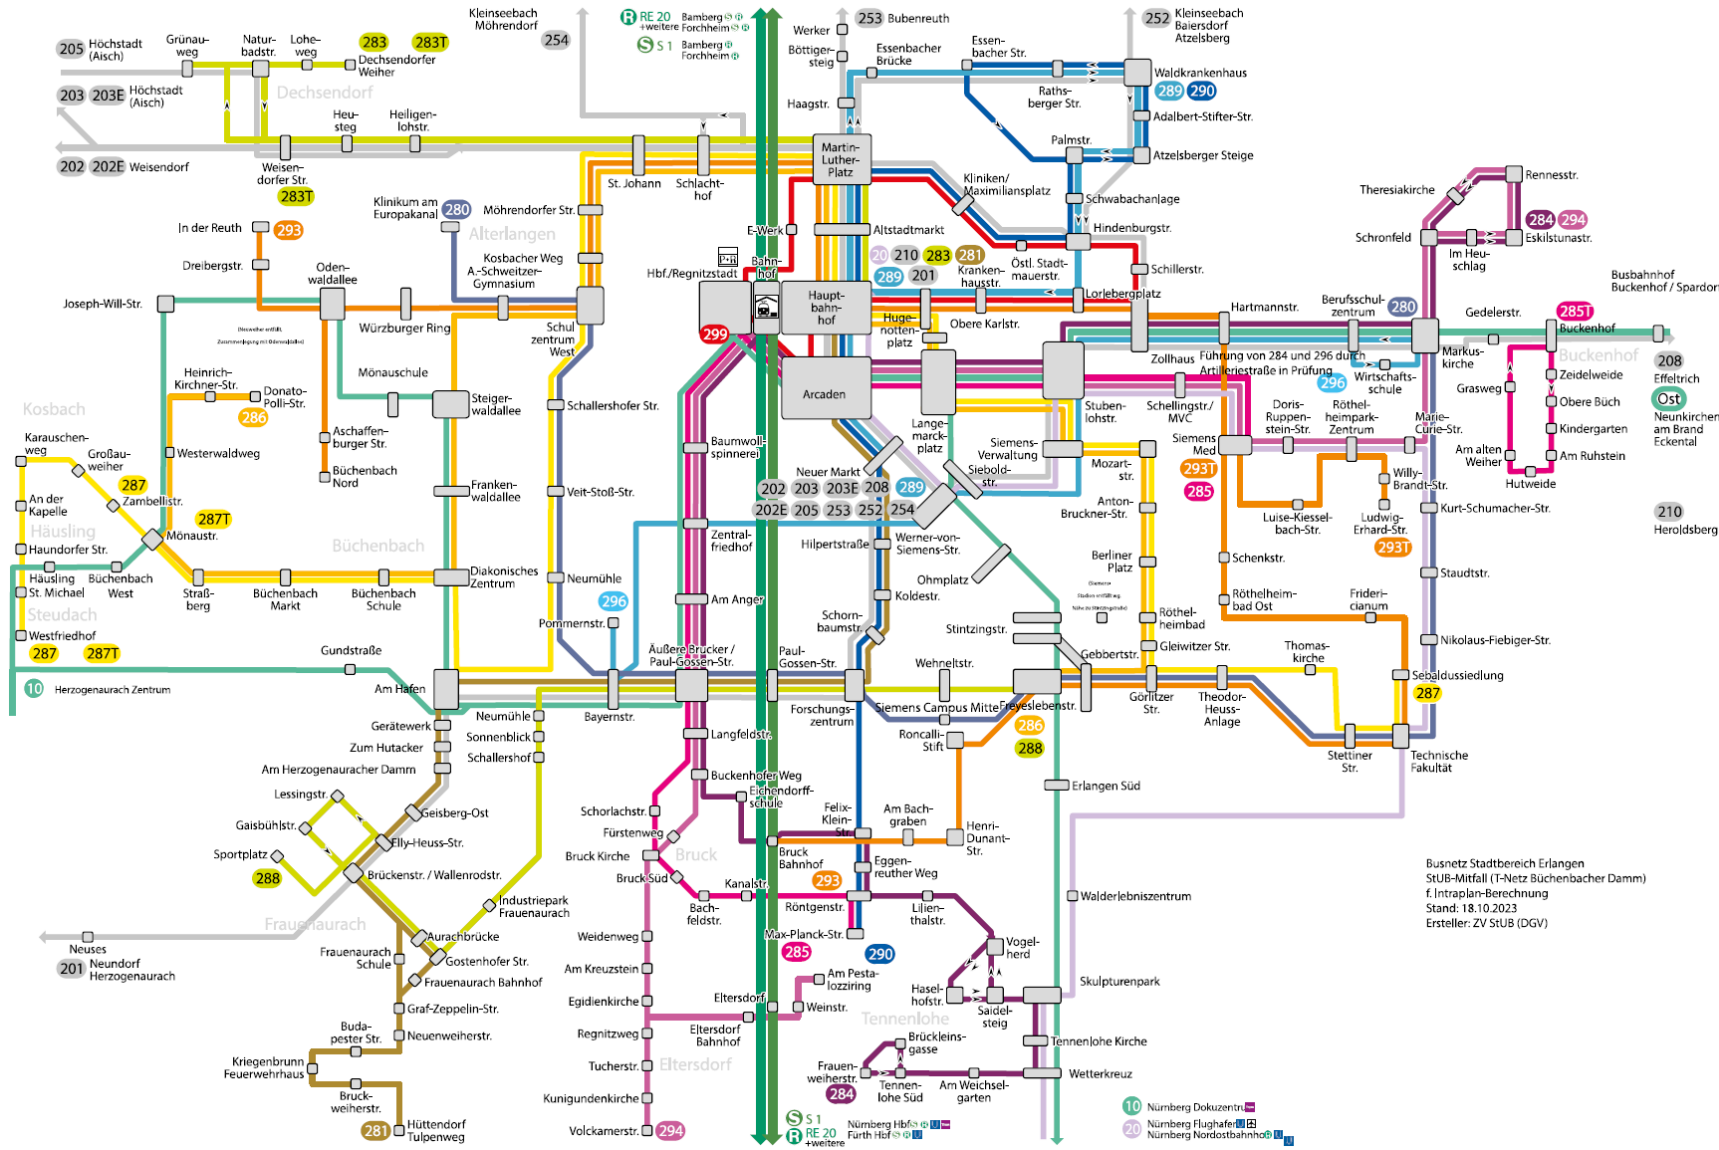 Kleinseebach
Möhrendorf
254
RE 20
+weitere
Bamberg S R
Forchheim S R
S 1
Bamberg R
Forchheim R
253 Bubenreuth
252
Kleinseebach
Baiersdorf
Atzelsberg
205 Höchstadt
(Aisch)
203 203E Höchstadt
(Aisch)
202 202E Weisendorf
Grünau-
weg
Natur-
badstr.
Lohe-
weg
283 283T
Dechsendorfer
Weiher
Dechsendorf
Heu-
steg
Heiligen-
lohstr.
Weisen-
dorfer Str.
283T
St. Johann
Schlacht-
hof
Martin-
Luther-
Platz
Werker
Böttiger-
steig
Haagstr.
Essenbacher
Brücke
Essen-
bacher Str.
Raths-
berger Str.
Waldkrankenhaus
289 290
Adalbert-Stifter-Str.
Palmstr.
Atzelsberger Steige
Schwabachanlage
Kliniken/
Maximiliansplatz
Hindenburgstr.
Östl. Stadt-
mauerstr.
Schillerstr.
Lorlebergplatz
Theresiakirche
Rennesstr.
284 294
Schronfeld
Im Heu-
schlag
Eskilstunastr.
Busbahnhof
Buckenhof / Spardorf
In der Reuth
293
Dreibergstr.
Oden-
waldallee
Joseph-Will-Str.
Klinikum am
Europakanal
280
Alterlangen
Möhrendorfer Str.
Kosbacher Weg
A.-Schweitzer-
Gymnasium
Würzburger Ring
Schul
zentrum
West
E-Werk
Altstadtmarkt
P+R
Hbf./Regnitzstadt
Bahn-
hof
Haupt-
bahn-
hof
299
20 210 283 281
289 201
Kranken-
hausstr.
Huge-
notten-
platz
Obere Karlstr.
Zollhaus
Hartmannstr.
Berufsschul-
zentrum
280
Führung von 284 und 296 durch
Artilleriestraße in Prüfung
296
Wirtschafts-
schule
Markus-
kirche
Gedelerstr.
285T
Buckenhof
Buckenhof
208
Effeltrich
Ost
Neunkirchen
am Brand
Eckental
210
Heroldsberg
Zeidelweide
Grasweg
Obere Büch
Kindergarten
Am alten
Weiher
Am Ruhstein
Hutweide
Mönauschule
Steiger-
waldallee
Heinrich-
Kirchner-Str.
Donato-
Polli-Str.
286
Kosbach
Karauschen-
weg
Großau-
weiher
287
Zambellistr.
Westerwaldweg
Aschaffen-
burger Str.
Büchenbach
Nord
Franken-
waldallee
An der
Kapelle
Häusling
Haundorfer Str.
Häusling
St. Michael
Steudach
Westfriedhof
287 287T
287T
Mönaustr.
Büchenbach
West
Straß-
berg
Büchenbach
Markt
Büchenbach
Schule
Büchenbach
Diakonisches
Zentrum
Schallershofer Str.
Veit-Stoß-Str.
Neumühle
296
Pommernstr.
Baumwoll-
spinnerei
Zentral-
friedhof
Am Anger
Äußere Brucker /
Paul-Gossen-Str.
Paul-
Gossen-Str.
Arcaden
Lange-
marck-
platz
Stuben-
lohstr.
Schellingstr./
MVC
Siemens-
Verwaltung
Siebold-
str.
Neuer Markt
202 203 203E 208 289
202E 205 253 252 254
Hilpertstraße
Werner-von-
Siemens-Str.
Koldestr.
Schorn-
baumstr.
Ohmplatz
Mozart-
str.
Anton-
Bruckner-Str.
Berliner
Platz
Röthel-
heimbad
Gleiwitzer Str.
Siemens
Med
293T
285
Doris-
Ruppen-
stein-Str.
Röthel-
heimpark-
Zentrum
Marie-
Curie-Str.
Luise-Kiessel-
bach-Str.
Willy-
Brandt-Str.
Ludwig-
Erhard-Str.
293T
Kurt-Schumacher-Str.
Staudtstr.
Nikolaus-Fiebiger-Str.
Schenkstr.
Röthelheim-
bad Ost
Frideri-
cianum
Thomas-
kirche
Sebaldussiedlung
287
Stintzingstr.
Gebbertstr.
Wehneltstr.
Freyeslebenstr.
286
288
Siemens Campus Mitte
Forschungs-
zentrum
Görlitzer
Str.
Theodor-
Heuss-
Anlage
Stettiner
Str.
Technische
Fakultät
Gundstraße
10 Herzogenaurach Zentrum
Am Hafen
Gerätewerk
Zum Hutacker
Am Herzogenauracher Damm
Neumühle
Sonnenblick
Schallershof
Bayernstr.
Langfeldstr.
Buckenhofer Weg
Eichendorff-
schule
Roncalli-
Stift
Erlangen Süd
Lessingstr.
Gaisbühlstr.
Sportplatz
288
Geisberg-Ost
Elly-Heuss-Str.
Brückenstr. / Wallenrodstr.
Schorlachstr.
Fürstenweg
Bruck Kirche
Bruck
Bruck Süd
Bruck
Bahnhof
293
Felix-
Klein-
Str.
Am Bach-
graben
Henri-
Dunant-
Str.
Eggen-
reuther Weg
Kanalstr.
Bach-
feldstr.
Röntgenstr.
Lilien-
thalstr.
Max-Planck-Str.
285
290
Walderlebniszentrum
Industriepark
Frauenaurach
Frauenaurach
Aurachbrücke
Neuses
201
Neundorf
Herzogenaurach
Frauenaurach
Schule
Gostenhofer Str.
Frauenaurach Bahnhof
Graf-Zeppelin-Str.
Neuenweiherstr.
Buda-
pester Str.
Kriegenbrunn
Feuerwehrhaus
Bruck-
weiherstr.
281
Hüttendorf
Tulpenweg
Weidenweg
Am Kreuzstein
Egidienkirche
Regnitzweg
Tucherstr.
Kunigundenkirche
Volckamerstr.
294
Eltersdorf
Eltersdorf
Eltersdorf
Bahnhof
Am Pesta-
lozziring
Weinstr.
Vogel-
herd
Hasel-
hofstr.
Saidel-
steig
Skulpturenpark
Tennenlohe
Brückleins-
gasse
Tennenlohe Kirche
Frauen-
weiherstr.
284
Tennen-
lohe Süd
Am Weichsel-
garten
Wetterkreuz
S 1
RE 20
+weitere
Nürnberg Hbf S R U
Fürth Hbf S R U
10 Nürnberg Dokuzentru
20 Nürnberg Flughafen U
Nürnberg Nordostbahnhof R U
Busnetz Stadtbereich Erlangen
StUB-Mitfall (T-Netz Büchenbacher Damm)
f. Intraplan-Berechnung
Stand: 18.10.2023
Ersteller: ZV StUB (DGV)